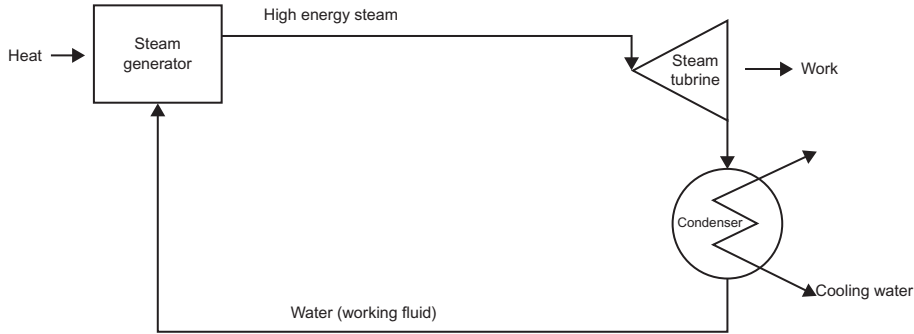 High energy steam
Heat
Steam
generator
Steam
tubrine
Work
Condenser
Cooling water
Water (working fluid)